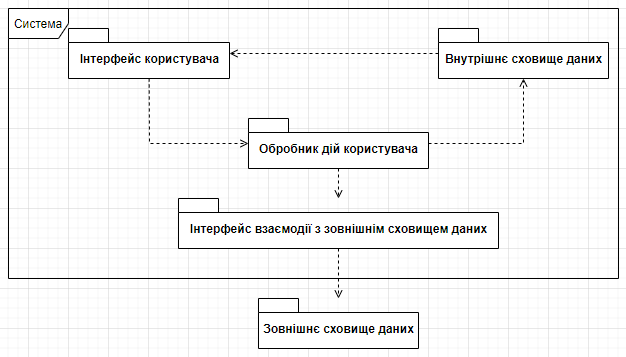 Система
Інтерфейс користувача
Внутрішнє сховище даних
Обробник дій користувача
Інтерфейс взаємодії з зовнішнім сховищем даних
Зовнішнє сховище даних